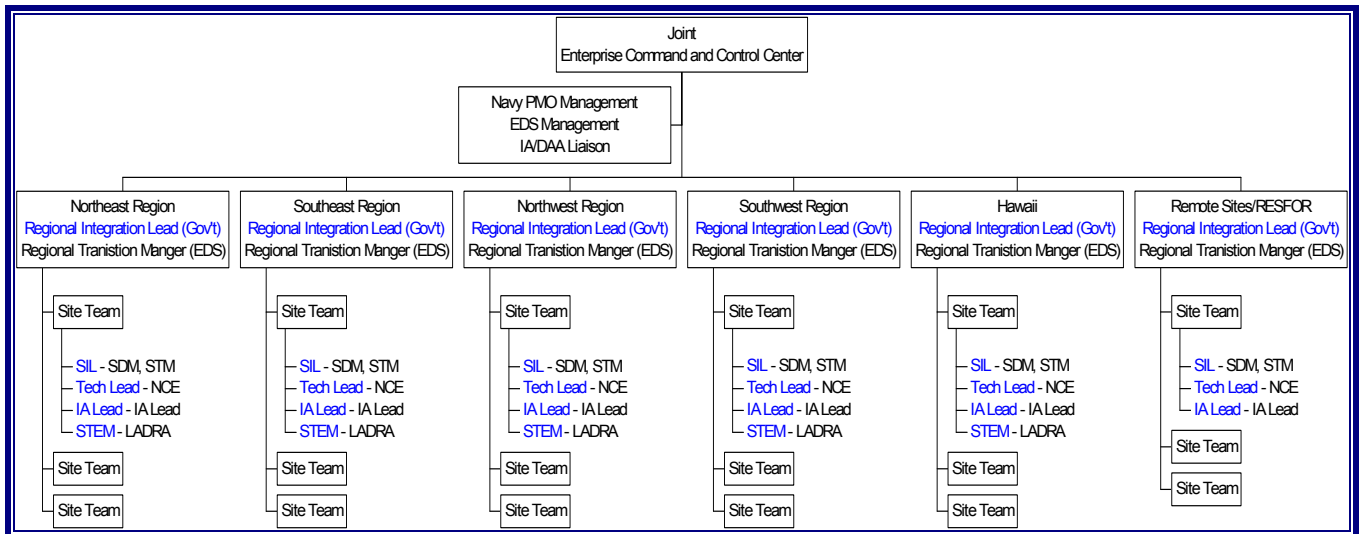 Joint
Enterprise Command and Control Center
Navy PMO Management
EDS Management
IA/DAA Liaison
Northeast Region
Regional Integration Lead (Gov't)
Regional Tranistion Manger (EDS)
Site Team
SIL - SDM, STM
Tech Lead - NCE
IA Lead - IA Lead
STEM - LADRA
Site Team
Site Team
Southeast Region
Regional Integration Lead (Gov't)
Regional Tranistion Manger (EDS)
Site Team
SIL - SDM, STM
Tech Lead - NCE
IA Lead - IA Lead
STEM - LADRA
Site Team
Site Team
Northwest Region
Regional Integration Lead (Gov't)
Regional Tranistion Manger (EDS)
Site Team
SIL - SDM, STM
Tech Lead - NCE
IA Lead - IA Lead
STEM - LADRA
Site Team
Site Team
Southwest Region
Regional Integration Lead (Gov't)
Regional Tranistion Manger (EDS)
Site Team
SIL - SDM, STM
Tech Lead - NCE
IA Lead - IA Lead
STEM - LADRA
Site Team
Site Team
Hawaii
Regional Integration Lead (Gov't)
Regional Tranistion Manger (EDS)
Site Team
SIL - SDM, STM
Tech Lead - NCE
IA Lead - IA Lead
STEM - LADRA
Site Team
Site Team
Remote Sites/RESFOR
Regional Integration Lead (Gov't)
Regional Tranistion Manger (EDS)
Site Team
SIL - SDM, STM
Tech Lead - NCE
IA Lead - IA Lead
Site Team
Site Team